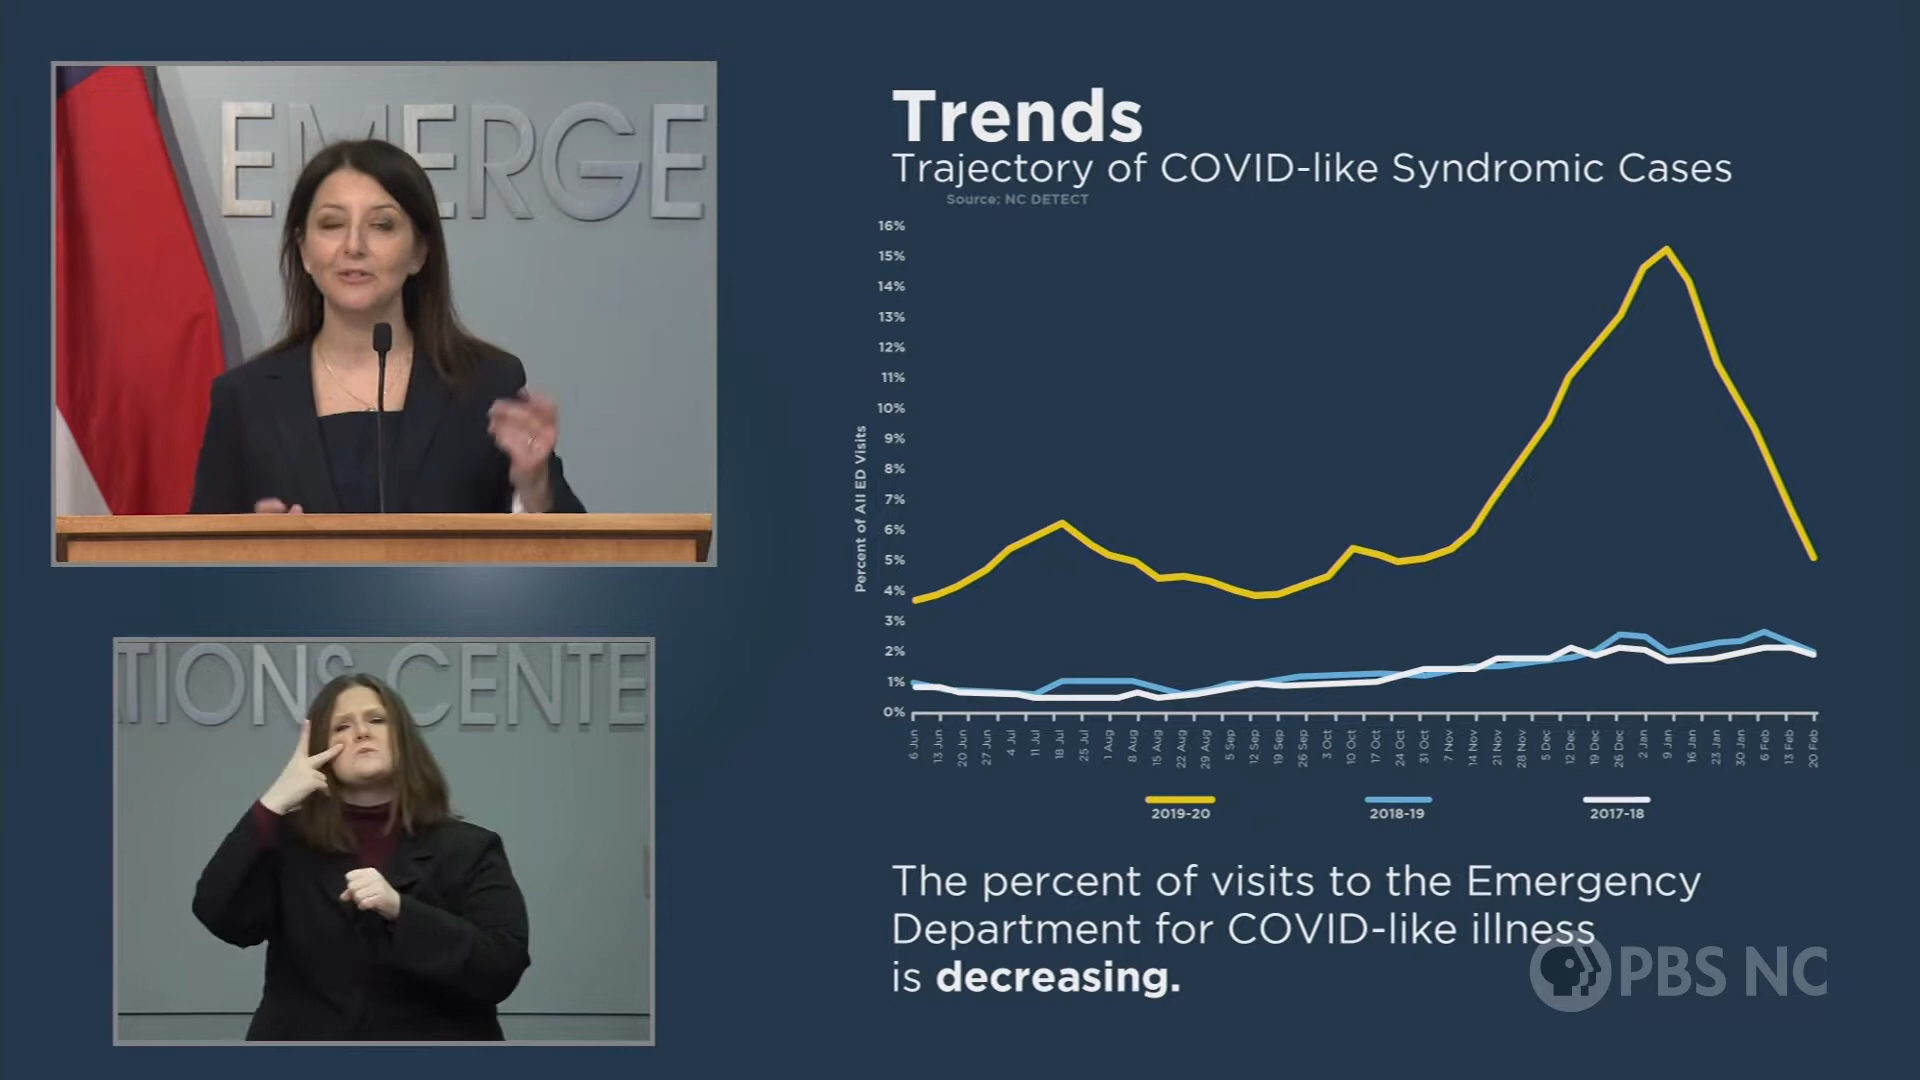 EMERGE
ATIONS CENTE
Trends
Trajectory of COVID-like Syndromic Cases
Source: NC DETECT
16%
15%
14%
13%
12%
11%
10%
9%
8%
7%
6%
5%
4%
3%
2%
1%
0%
Percent of All ED Visits
6 Jun
13 Jun
20 Jun
27 Jun
4 Jul
11 Jul
18 Jul
25 Jul
1 Aug
8 Aug
15 Aug
22 Aug
29 Aug
5 Sep
12 Sep
19 Sep
26 Sep
3 Oct
10 Oct
17 Oct
24 Oct
31 Oct
7 Nov
14 Nov
21 Nov
28 Nov
5 Dec
12 Dec
19 Dec
26 Dec
2 Jan
9 Jan
16 Jan
23 Jan
30 Jan
6 Feb
13 Feb
20 Feb
2019-20
2018-19
2017-18
The percent of visits to the Emergency
Department for COVID-like illness
is decreasing.
PBS NC